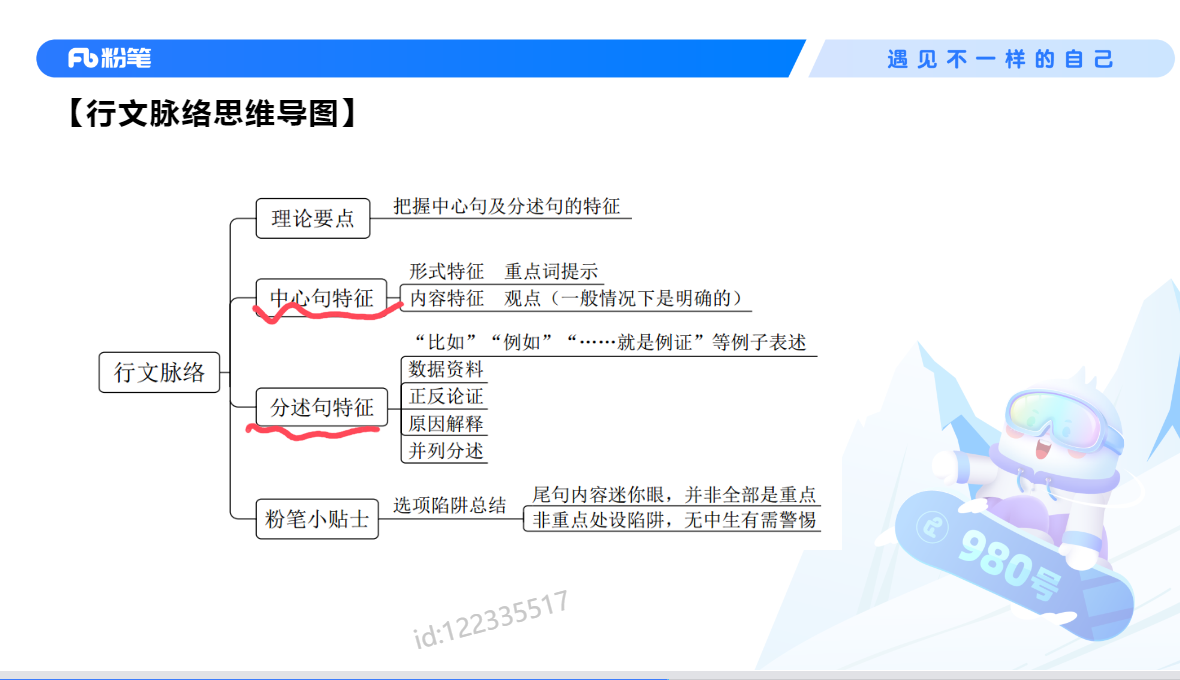 粉笔
遇见不一样的自己
【行文脉络思维导图】
行文脉络
理论要点
把握中心句及分述句的特征
中心句特征
形式特征 重点词提示
内容特征 观点（一般情况下是明确的）
分述句特征
“比如”“例如”“……就是例证”等例子表述
数据资料
正反论证
原因解释
并列分述
粉笔小贴士
选项陷阱总结
尾句内容迷你眼，并非全部是重点
非重点处设陷阱，无中生有需警惕
980号
id:122335517